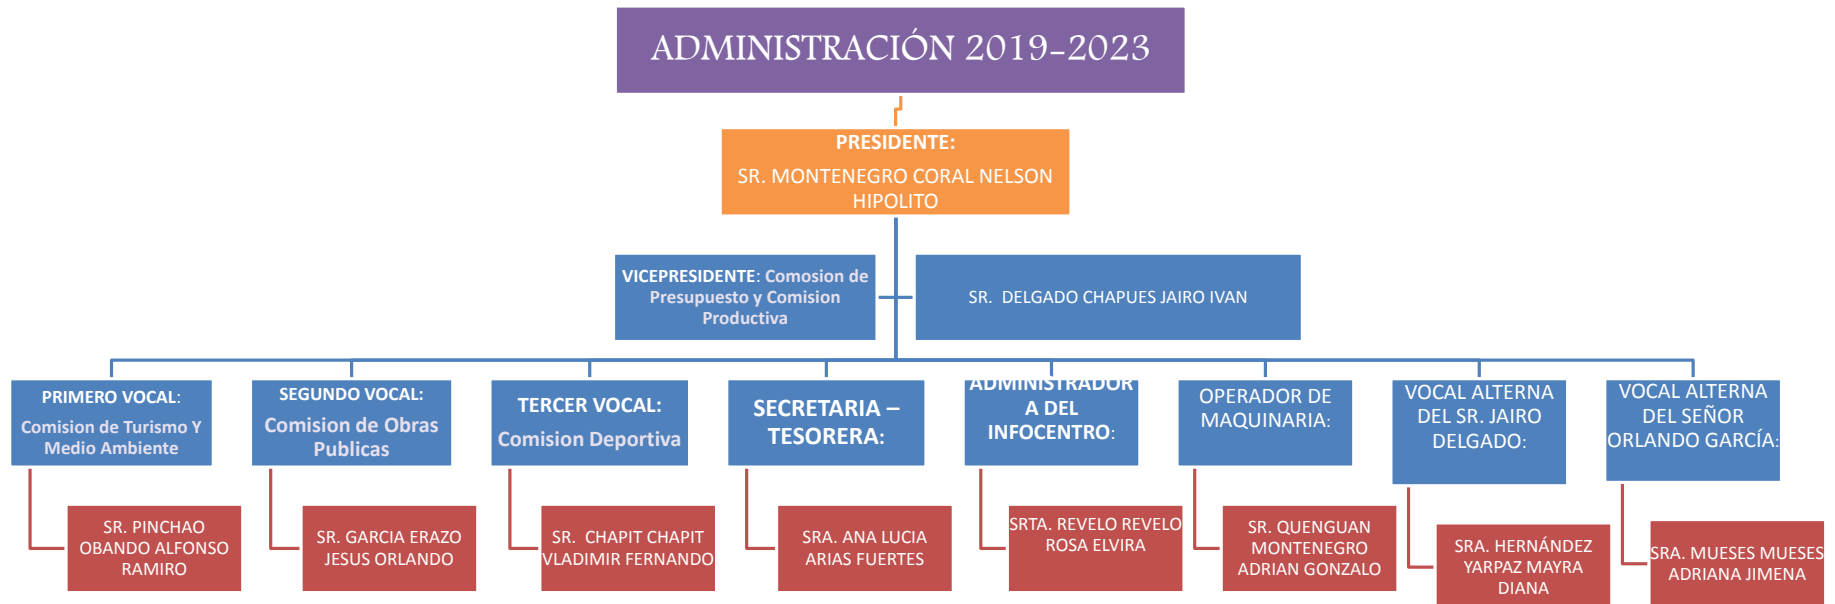 ADMINISTRACIÓN 2019-2023
PRESIDENTE:
SR. MONTENEGRO CORAL NELSON
HIPOLITO
VICEPRESIDENTE: Comosion de
Presupuesto y Comision
Productiva
SR. DELGADO CHAPUES JAIRO IVAN
PRIMERO VOCAL:
Comision de Turismo Y
Medio Ambiente
SEGUNDO VOCAL:
Comision de Obras
Publicas
TERCER VOCAL:
Comision Deportiva
SECRETARIA –
TESORERA:
ADMINISTRADOR
A DEL
INFOCENTRO:
OPERADOR DE
MAQUINARIA:
VOCAL ALTERNA
DEL SR. JAIRO
DELGADO:
VOCAL ALTERNA
DEL SEÑOR
ORLANDO GARCÍA:
SR. PINCHAO
OBANDO ALFONSO
RAMIRO
SR. GARCIA ERAZO
JESUS ORLANDO
SR. CHAPIT CHAPIT
VLADIMIR FERNANDO
SRA. ANA LUCIA
ARIAS FUERTES
SRTA. REVELO REVELO
ROSA ELVIRA
SR. QUENGUAN
MONTENEGRO
ADRIAN GONZALO
SRA. HERNÁNDEZ
YARPAZ MAYRA
DIANA
SRA. MUESES MUESES
ADRIANA JIMENA